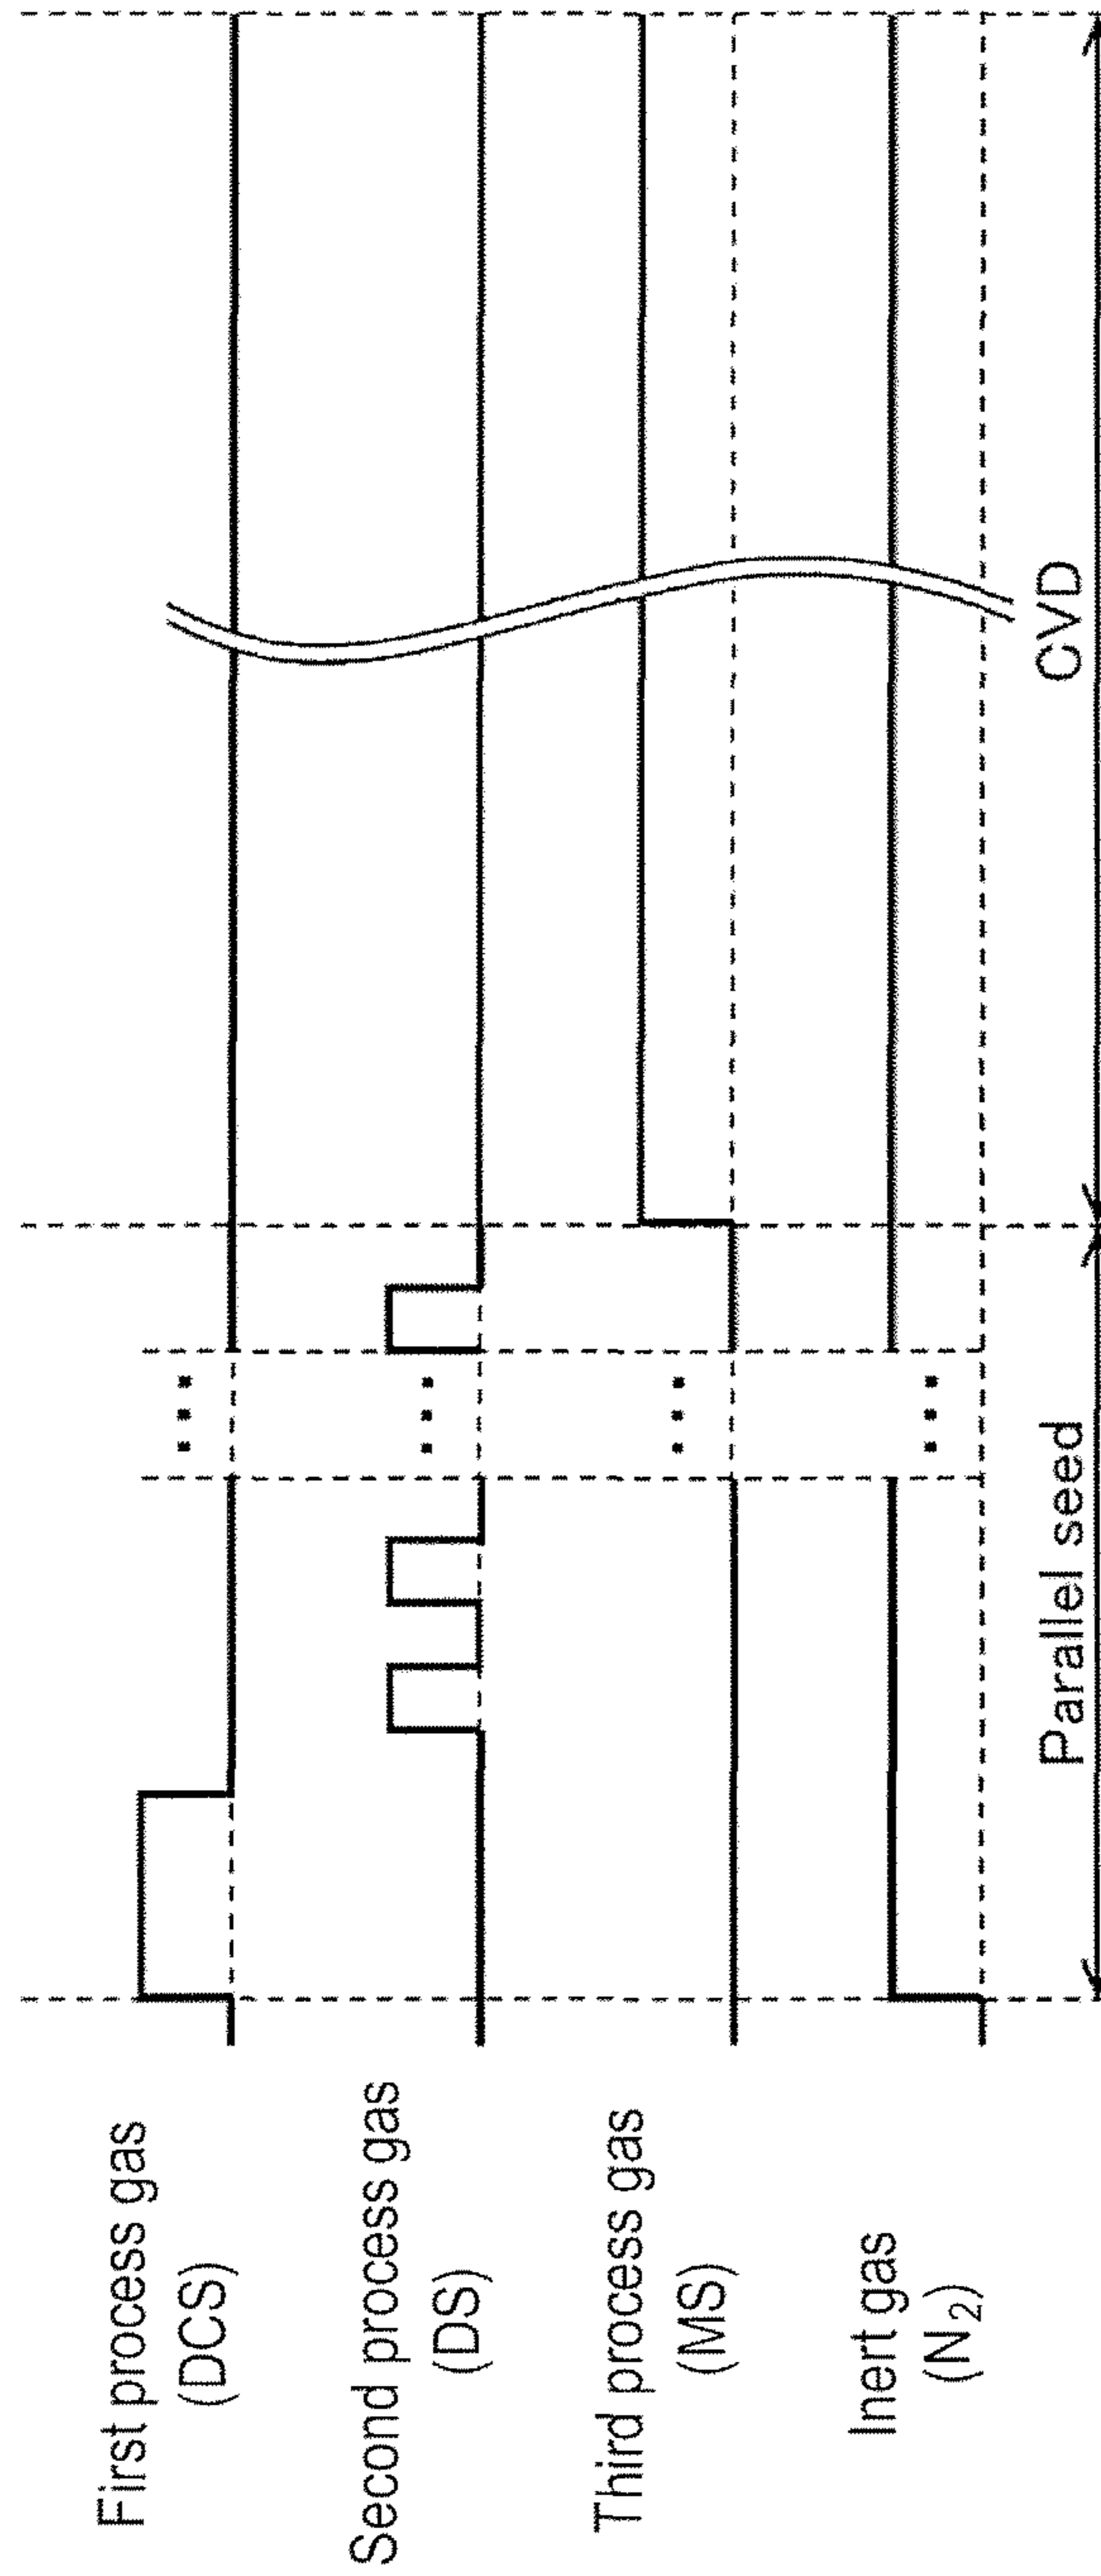 First process gas
(DCS)
Second process gas
(DS)
Third process gas
(MS)
Inert gas
(N₂)
Parallel seed
CVD